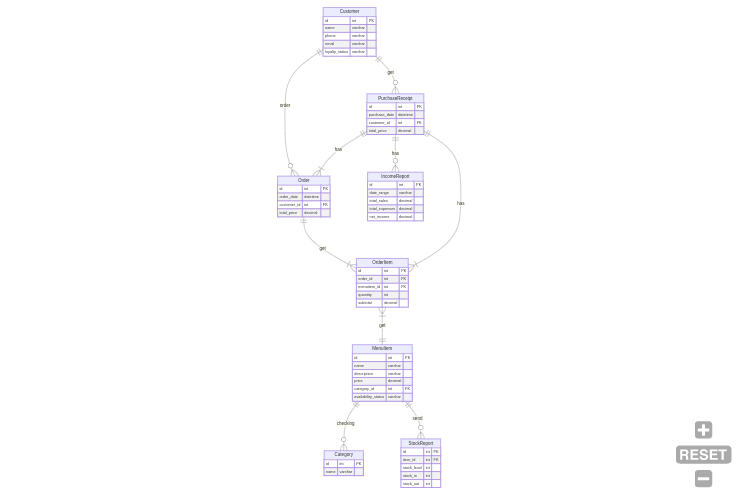 Customer
id int PK
name varchar
phone varchar
email varchar
loyalty_status varchar
get
PurchaseReceipt
order
id int PK
purchase_date datetime
customer_id int FK
total_price decimal
has
has
IncomeReport
Order
id int PK
date_range varchar
total_sales decimal
total_expenses decimal
net_income decimal
id int PK
order_date datetime
customer_id int FK
total_price decimal
has
get
OrderItem
id int PK
order_id int FK
menuitem_id int FK
quantity int
subtotal decimal
get
MenuItem
id int PK
name varchar
description varchar
price decimal
category_id int FK
availability_status varchar
checking
send
StockReport
Category
id int PK
name varchar
id int PK
item_id int FK
stock_level int
stock_in int
stock_out int
RESET